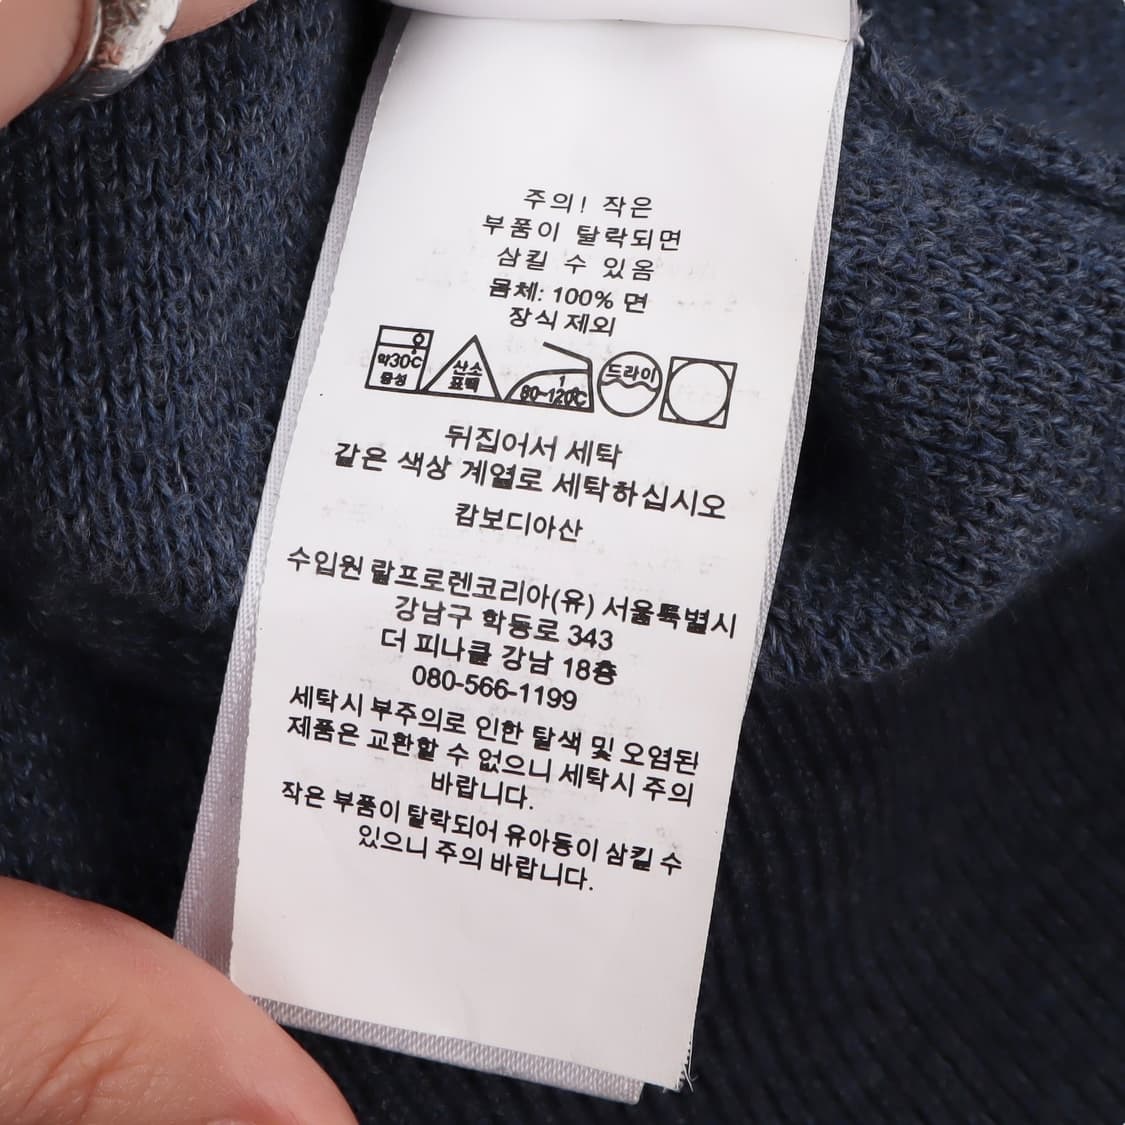 주의! 작은
부품이 탈락되면
삼킬 수 있옴
몸체: 100% 면
장식 제외
약30℃
중성
산소
표백
80~120℃
드라이
뒤집어서 세탁
같은 색상 계열로 세탁하십시오
캄보디아산
수입원 랄프로렌코리아(유) 서울특별시
강남구 학동로 343
더 피나클 강남 18층
080-566-1199
세탁시 부주의로 인한 탈색 및 오염된
제품은 교환할 수 없으니 세탁시 주의
바랍니다.
작은 부품이 탈락되어 유아동이 삼킬 수
있으니 주의 바랍니다.